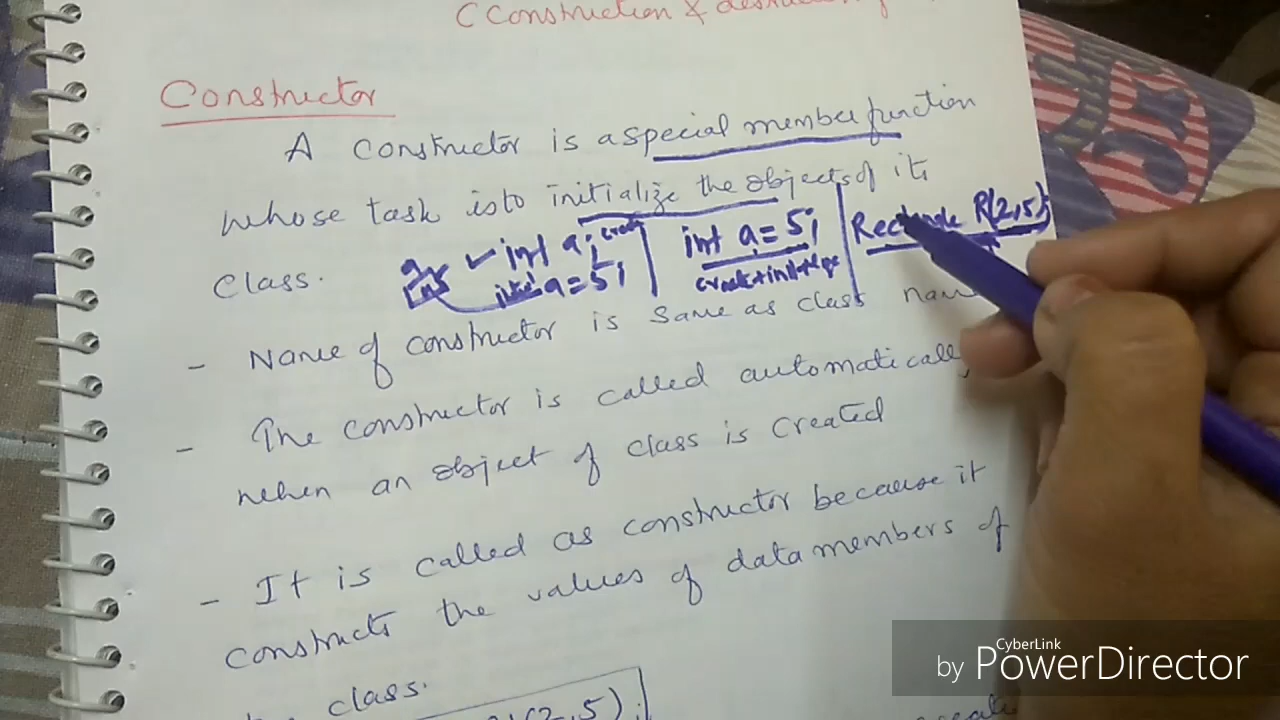 ( Construction &
Constructor
A constructor is a special member function
whose task is to initialize the objects of its
class.
int a; create
a = 5;
int a = 5;
Rectangle R(2,5);
- Name of constructor is same as class name
- The constructor is called automatically
when an object of class is created
- It is called as constructor because it
constructs the values of data members of
class.
(2,5);
CyberLink
by PowerDirector